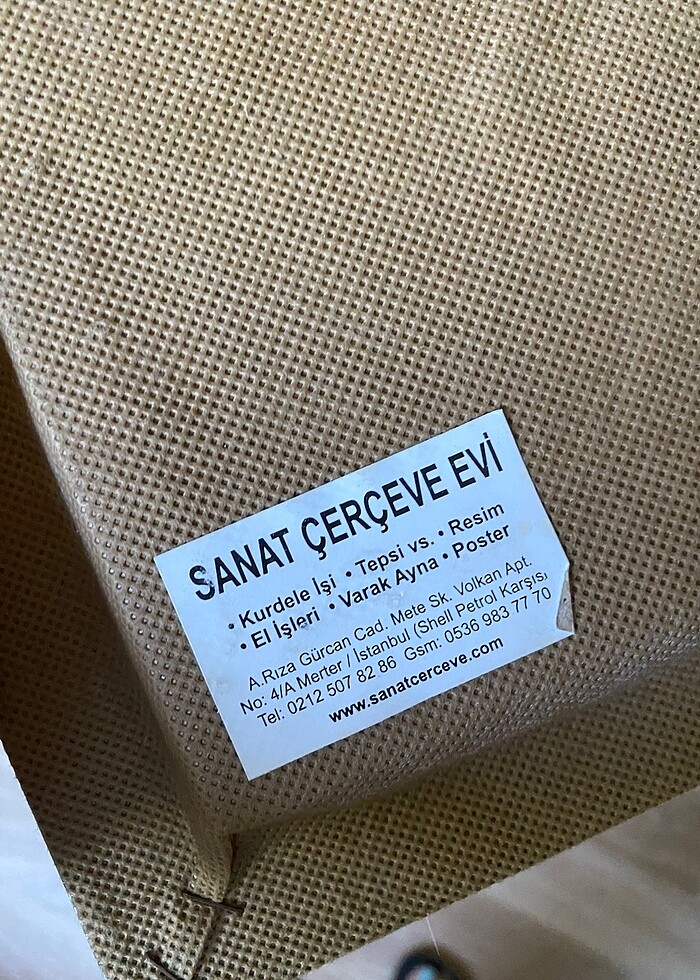 SANAT ÇERÇEVE EVİ
• Kurdele İşi • Tepsi vs. • Resim
• El İşleri • Varak Ayna • Poster
A.Rıza Gürcan Cad. Mete Sk. Volkan Apt.
No: 4/A Merter / İstanbul (Shell Petrol Karşısı,
Tel: 0212 507 82 86 Gsm: 0536 983 77 70
www.sanatcerceve.com